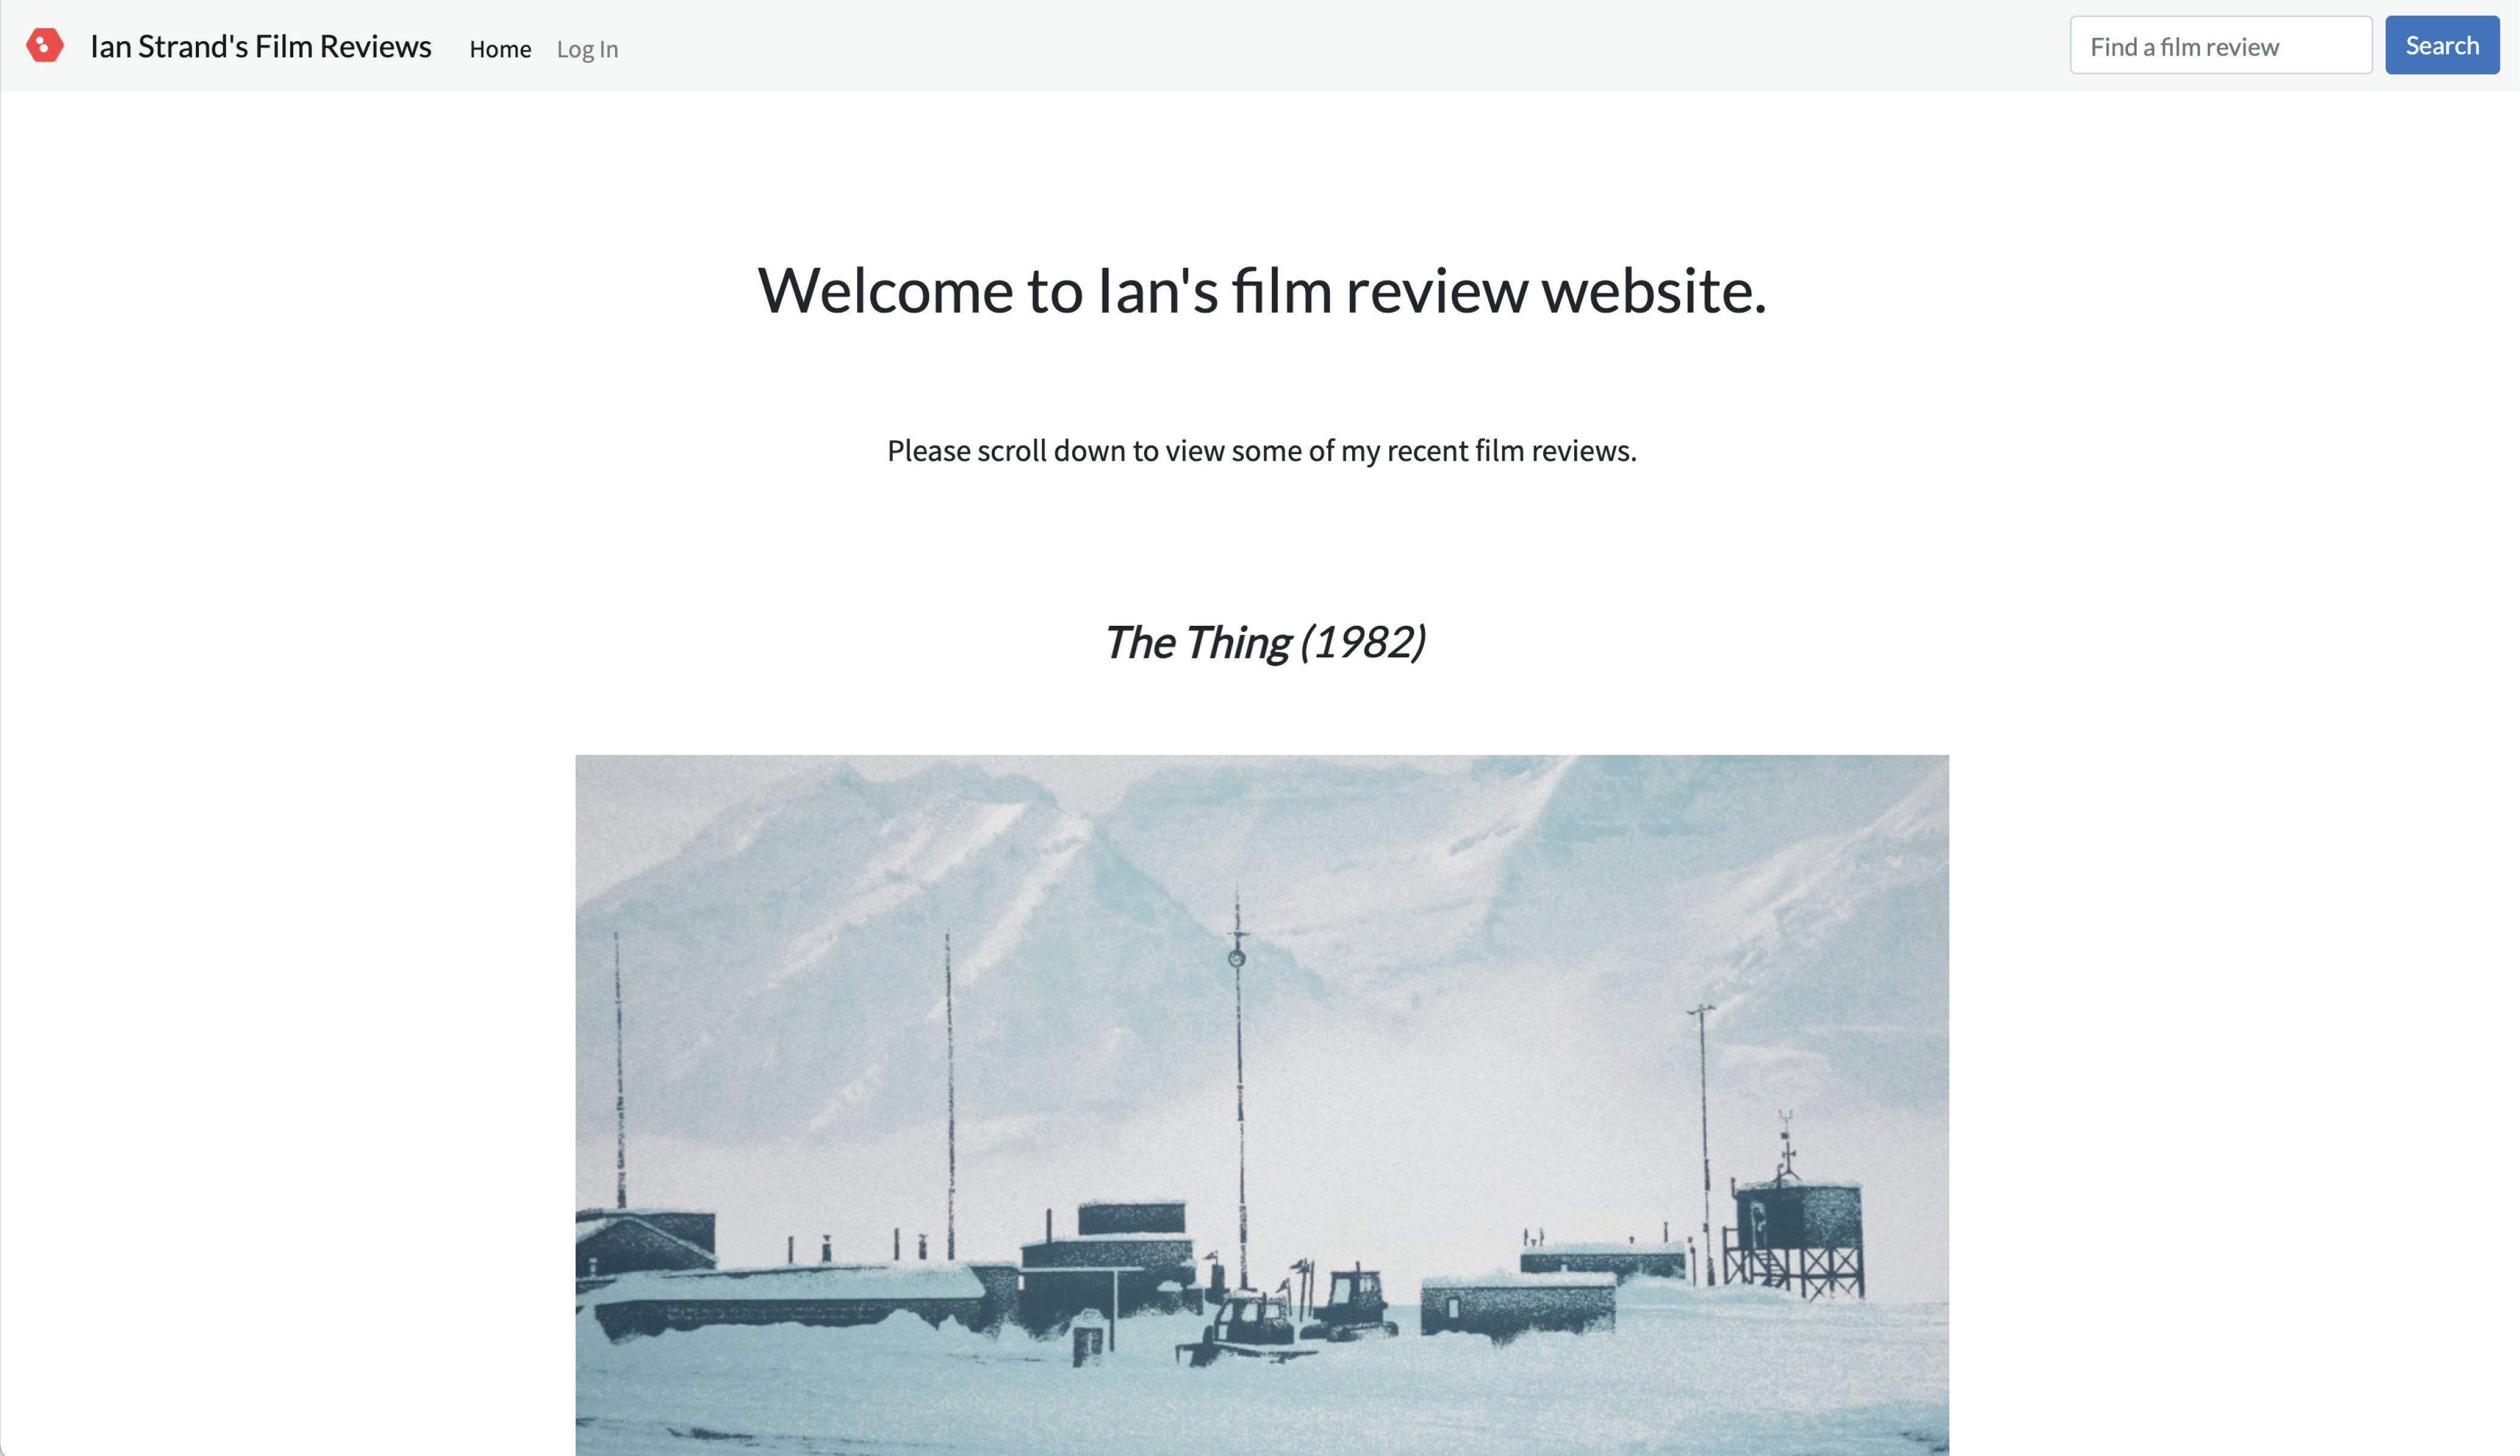 Ian Strand's Film Reviews Home Log In Find a film review Search
Welcome to Ian's film review website.
Please scroll down to view some of my recent film reviews.
The Thing (1982)